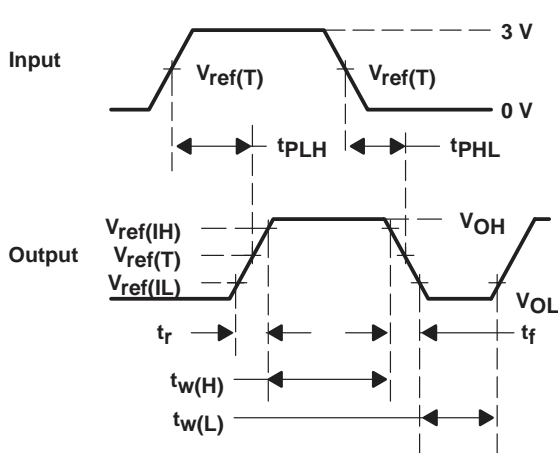 3 V
Input
Vref(T) Vref(T)
0 V
tPLH tPHL
Vref(IH) VOH
Output Vref(T)
Vref(IL) VOL
tr tf
tw(H)
tw(L)